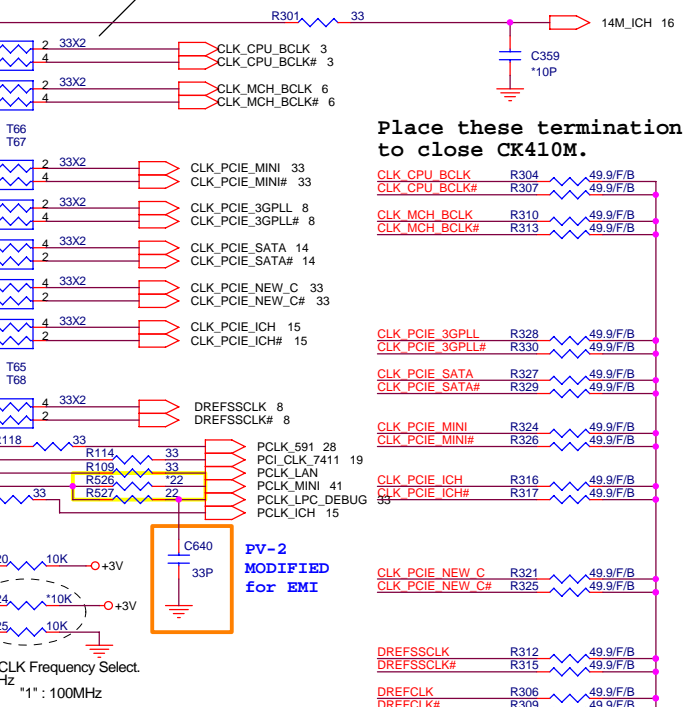 R301 33 14M_ICH 16
C359
*10P
2 33X2 CLK_CPU_BCLK 3
4 CLK_CPU_BCLK# 3
2 33X2 CLK_MCH_BCLK 6
4 CLK_MCH_BCLK# 6
T66
T67
2 33X2 CLK_PCIE_MINI 33
4 CLK_PCIE_MINI# 33
2 33X2 CLK_PCIE_3GPLL 8
4 CLK_PCIE_3GPLL# 8
4 33X2 CLK_PCIE_SATA 14
2 CLK_PCIE_SATA# 14
4 33X2 CLK_PCIE_NEW_C 33
2 CLK_PCIE_NEW_C# 33
4 33X2 CLK_PCIE_ICH 15
2 CLK_PCIE_ICH# 15
T65
T68
4 33X2 DREFSSCLK 8
2 DREFSSCLK# 8
118 33 PCLK_591 28
R114 33 PCI_CLK_7411 19
R109 33 PCLK_LAN
R526 *22 PCLK_MINI 41
R527 22 PCLK_LPC_DEBUG 33
33 PCLK_ICH 15
C640
33P
PV-2
MODIFIED
for EMI
20 10K +3V
24 *10K +3V
25 10K
CLK Frequency Select.
Hz
"1" : 100MHz
Place these termination
to close CK410M.
CLK_CPU_BCLK R304 49.9/F/B
CLK_CPU_BCLK# R307 49.9/F/B
CLK_MCH_BCLK R310 49.9/F/B
CLK_MCH_BCLK# R313 49.9/F/B
CLK_PCIE_3GPLL R328 49.9/F/B
CLK_PCIE_3GPLL# R330 49.9/F/B
CLK_PCIE_SATA R327 49.9/F/B
CLK_PCIE_SATA# R329 49.9/F/B
CLK_PCIE_MINI R324 49.9/F/B
CLK_PCIE_MINI# R326 49.9/F/B
CLK_PCIE_ICH R316 49.9/F/B
CLK_PCIE_ICH# R317 49.9/F/B
CLK_PCIE_NEW_C R321 49.9/F/B
CLK_PCIE_NEW_C# R325 49.9/F/B
DREFSSCLK R312 49.9/F/B
DREFSSCLK# R315 49.9/F/B
DREFCLK R306 49.9/F/B
DREFCLK# R309 49.9/F/B